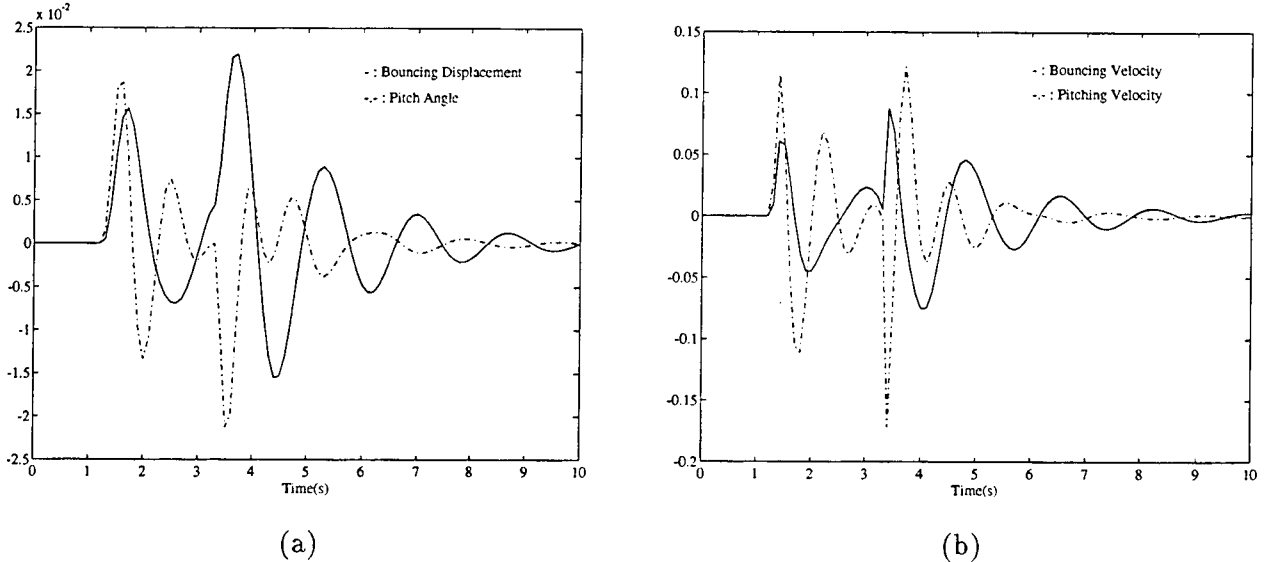 x 10⁻²
2.5
2
1.5
1
0.5
0
-0.5
-1
-1.5
-2
-2.5
0 1 2 3 4 5 6 7 8 9 10
Time(s)
- : Bouncing Displacement
-·-: Pitch Angle
(a)
0.15
0.1
0.05
0
-0.05
-0.1
-0.15
-0.2
0 1 2 3 4 5 6 7 8 9 10
Time(s)
- : Bouncing Velocity
-·-: Pitching Velocity
(b)